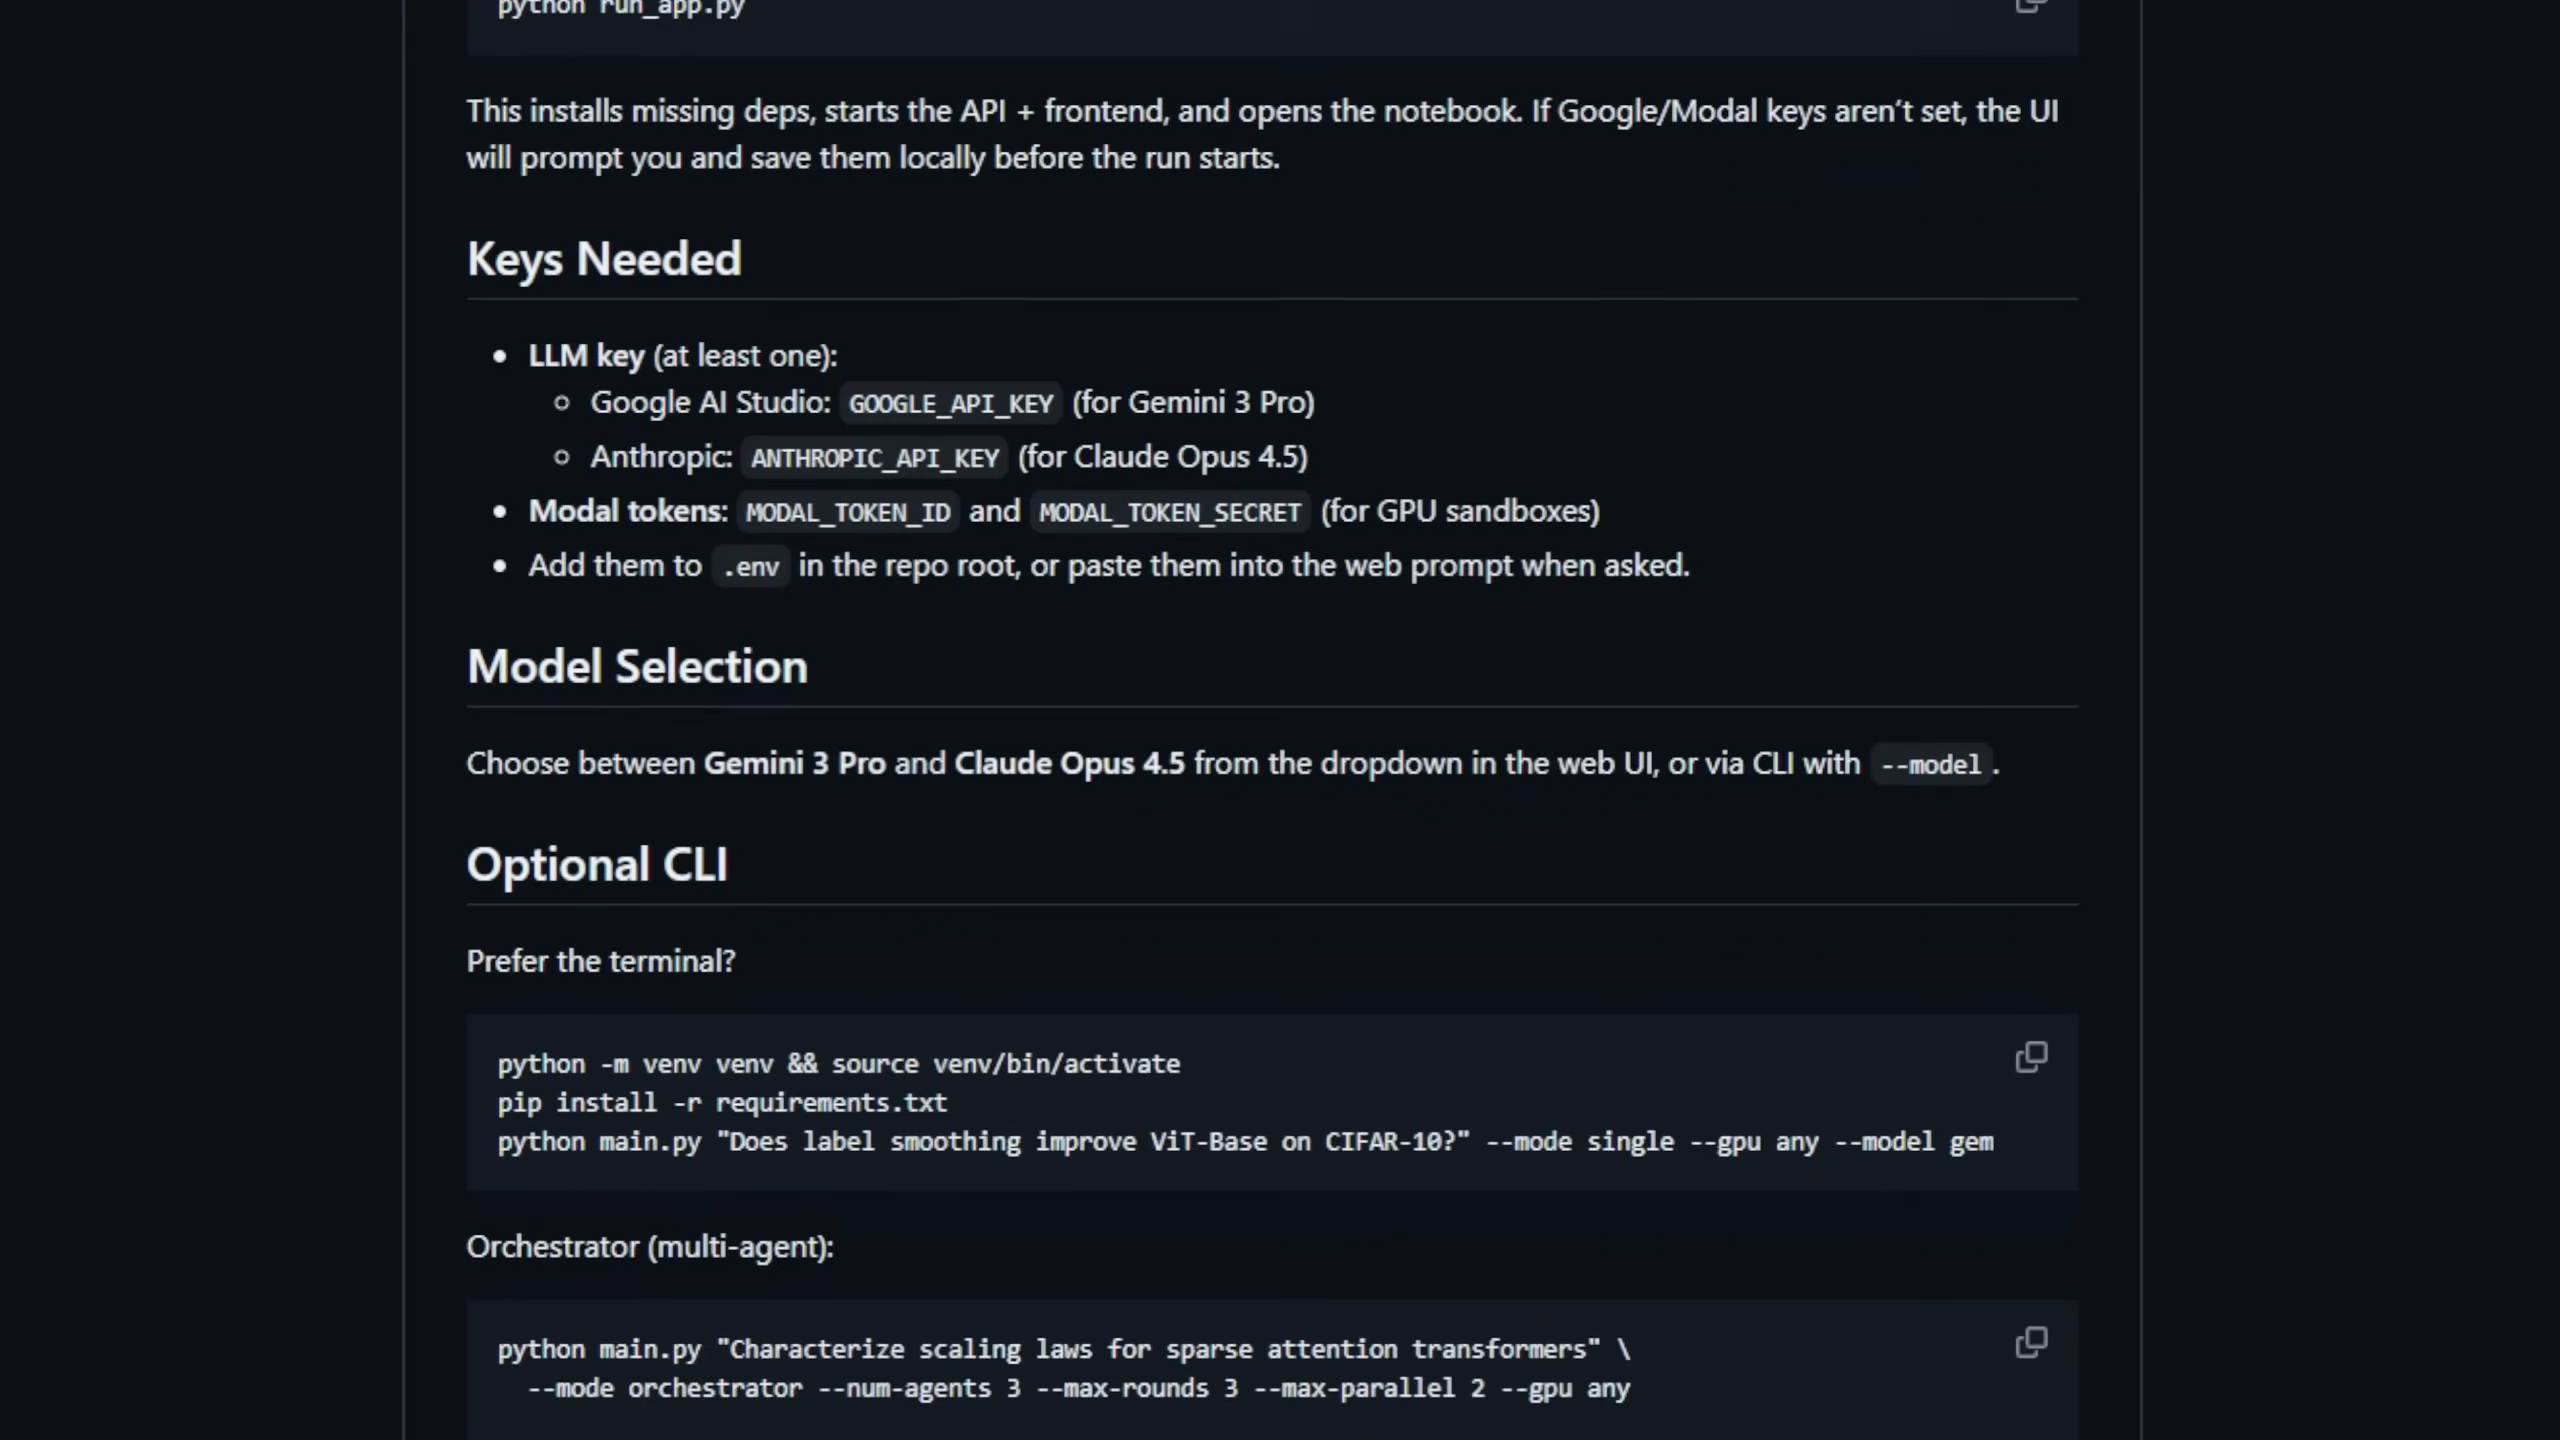 python run_app.py
This installs missing deps, starts the API + frontend, and opens the notebook. If Google/Modal keys aren't set, the UI
will prompt you and save them locally before the run starts.
Keys Needed
LLM key (at least one):
Google AI Studio: GOOGLE_API_KEY (for Gemini 3 Pro)
Anthropic: ANTHROPIC_API_KEY (for Claude Opus 4.5)
Modal tokens: MODAL_TOKEN_ID and MODAL_TOKEN_SECRET (for GPU sandboxes)
Add them to .env in the repo root, or paste them into the web prompt when asked.
Model Selection
Choose between Gemini 3 Pro and Claude Opus 4.5 from the dropdown in the web UI, or via CLI with --model.
Optional CLI
Prefer the terminal?
python -m venv venv && source venv/bin/activate
pip install -r requirements.txt
python main.py "Does label smoothing improve ViT-Base on CIFAR-10?" --mode single --gpu any --model gem
Orchestrator (multi-agent):
python main.py "Characterize scaling laws for sparse attention transformers" \
--mode orchestrator --num-agents 3 --max-rounds 3 --max-parallel 2 --gpu any